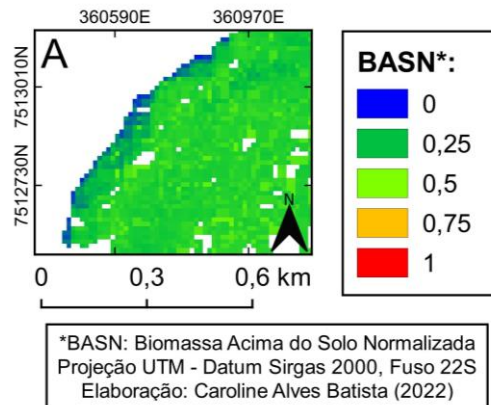 360590E 360970E
A
7513010N
7512730N
N
0 0,3 0,6 km
BASN*:
0
0,25
0,5
0,75
1
*BASN: Biomassa Acima do Solo Normalizada
Projeção UTM - Datum Sirgas 2000, Fuso 22S
Elaboração: Caroline Alves Batista (2022)